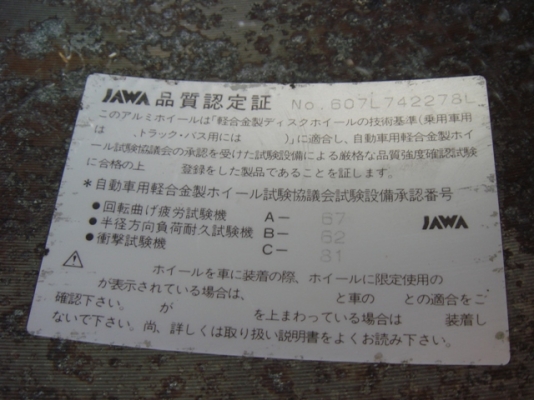 JAWA 品質認定証 No. 607L742278L
このアルミホイールは「軽合金製ディスクホイールの技術基準(乗用車用
は 、トラック・バス用には )」に適合し、自動車用軽合金製ホイ
ール試験協議会の承認を受けた試験設備による厳格な品質強度確認試験
に合格の上 登録をした製品であることを証します。
*自動車用軽合金製ホイール試験協議会試験設備承認番号
●回転曲げ疲労試験機 A－ 67
●半径方向負荷耐久試験機 B－ 62 JAWA
●衝撃試験機 C－ 61
ホイールを車に装着の際、ホイールに限定使用の
が表示されている場合は、 と車の との適合をご
確認下さい。 が を上まわっている場合は 装着し
ないで下さい。尚、詳しくは取り扱い説明書をよくお読み下さい。